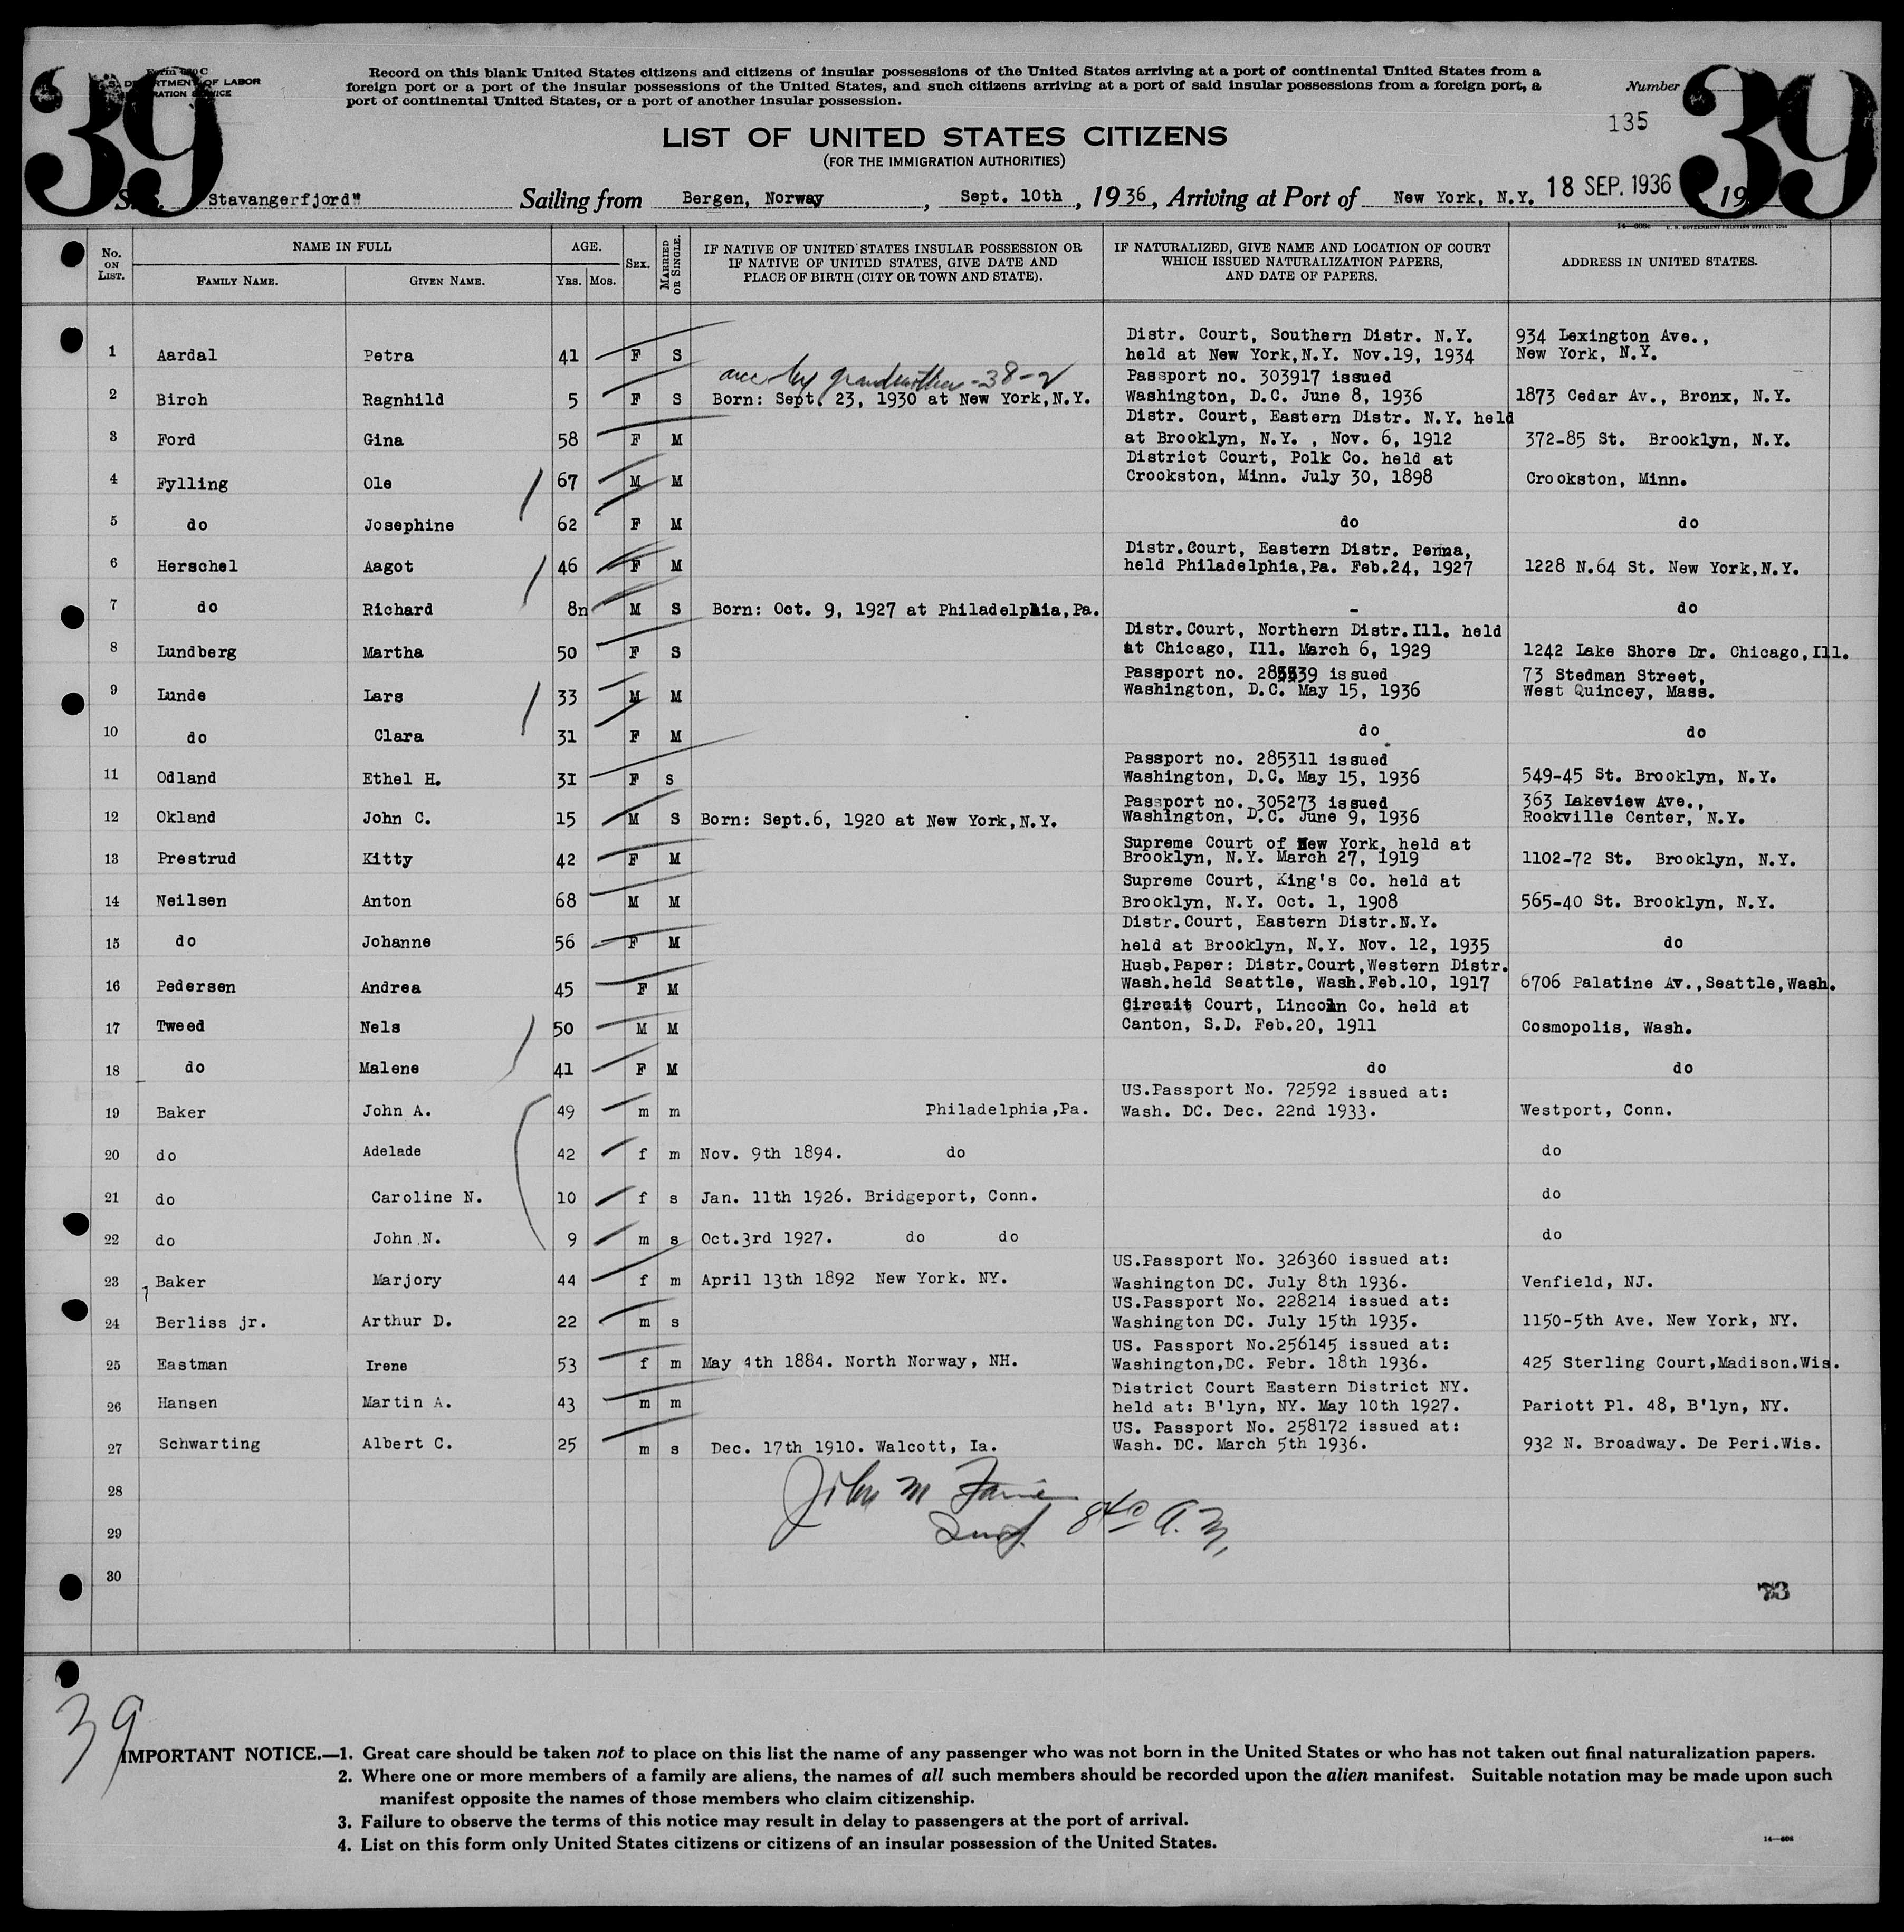 39
Form 630 C
U. S. DEPARTMENT OF LABOR
IMMIGRATION SERVICE
Record on this blank United States citizens and citizens of insular possessions of the United States arriving at a port of continental United States from a
foreign port or a port of the insular possessions of the United States, and such citizens arriving at a port of said insular possessions from a foreign port, a
port of continental United States, or a port of another insular possession.
Number
135
39
LIST OF UNITED STATES CITIZENS
(FOR THE IMMIGRATION AUTHORITIES)
S. S. Stavangerfjord" Sailing from Bergen, Norway, Sept. 10th, 1936, Arriving at Port of New York, N.Y. 18 SEP. 1936, 19
No. ON LIST. NAME IN FULL AGE. SEX. MARRIED OR SINGLE. IF NATIVE OF UNITED STATES INSULAR POSSESSION OR IF NATIVE OF UNITED STATES, GIVE DATE AND PLACE OF BIRTH (CITY OR TOWN AND STATE). IF NATURALIZED, GIVE NAME AND LOCATION OF COURT WHICH ISSUED NATURALIZATION PAPERS, AND DATE OF PAPERS. ADDRESS IN UNITED STATES.
FAMILY NAME. GIVEN NAME. YRS. MOS.
Distr. Court, Southern Distr. N.Y. 934 Lexington Ave.,
1 Aardal Petra 41 F S held at New York,N.Y. Nov.19, 1934 New York, N.Y.
acc by grandmother -38-2 Passport no. 303917 issued
2 Birch Ragnhild 5 F S Born: Sept. 23, 1930 at New York,N.Y. Washington, D.C. June 8, 1936 1873 Cedar Av., Bronx, N.Y.
Distr. Court, Eastern Distr. N.Y. held
3 Ford Gina 58 F M at Brooklyn, N.Y. , Nov. 6, 1912 372-85 St. Brooklyn, N.Y.
District Court, Polk Co. held at
4 Fylling Ole 67 M M Crookston, Minn. July 30, 1898 Crookston, Minn.
5 do Josephine 62 F M do do
Distr.Court, Eastern Distr. Penna,
6 Herschel Aagot 46 F M held Philadelphia,Pa. Feb.24, 1927 1228 N.64 St. New York,N.Y.
7 do Richard 8n M S Born: Oct. 9, 1927 at Philadelphia,Pa. - do
Distr.Court, Northern Distr.Ill. held
8 Lundberg Martha 50 F S at Chicago, Ill. March 6, 1929 1242 Lake Shore Dr. Chicago,Ill.
Passport no. issued 73 Stedman Street,
9 Lunde Lars 33 M M Washington, D.C. May 15, 1936 West Quincey, Mass.
10 do Clara 31 F M do do
Passport no. 285311 issued
11 Odland Ethel H. 31 F S Washington, D.C. May 15, 1936 549-45 St. Brooklyn, N.Y.
Passport no. 305273 issued 363 Lakeview Ave.,
12 Okland John C. 15 M S Born: Sept.6, 1920 at New York,N.Y. Washington, D.C. June 9, 1936 Rockville Center, N.Y.
Supreme Court of New York, held at
13 Prestrud Kitty 42 F M Brooklyn, N.Y. March 27, 1919 1102-72 St. Brooklyn, N.Y.
Supreme Court, King's Co. held at
14 Neilsen Anton 68 M M Brooklyn, N.Y. Oct. 1, 1908 565-40 St. Brooklyn, N.Y.
Distr.Court, Eastern Distr.N.Y.
15 do Johanne 56 F M held at Brooklyn, N.Y. Nov. 12, 1935 do
Husb.Paper: Distr.Court,Western Distr.
16 Pedersen Andrea 45 F M Wash.held Seattle, Wash.Feb.10, 1917 6706 Palatine Av.,Seattle,Wash.
Circuit Court, Lincoln Co. held at
17 Tweed Nels 50 M M Canton, S.D. Feb.20, 1911 Cosmopolis, Wash.
18 do Malene 41 F M do do
US.Passport No. 72592 issued at:
19 Baker John A. 49 m m Philadelphia,Pa. Wash. DC. Dec. 22nd 1933. Westport, Conn.
20 do Adelade 42 f m Nov. 9th 1894. do do
21 do Caroline N. 10 f s Jan. 11th 1926. Bridgeport, Conn. do
22 do John N. 9 m s Oct.3rd 1927. do do do
US.Passport No. 326360 issued at:
23 Baker Marjory 44 f m April 13th 1892 New York. NY. Washington DC. July 8th 1936. Venfield, NJ.
US.Passport No. 228214 issued at:
24 Berliss jr. Arthur D. 22 m s Washington DC. July 15th 1935. 1150-5th Ave. New York, NY.
US. Passport No.256145 issued at:
25 Eastman Irene 53 f m May 4th 1884. North Norway, NH. Washington,DC. Febr. 18th 1936. 425 Sterling Court,Madison.Wis.
District Court Eastern District NY.
26 Hansen Martin A. 43 m m held at: B'lyn, NY. May 10th 1927. Pariott Pl. 48, B'lyn, NY.
US. Passport No. 258172 issued at:
27 Schwarting Albert C. 25 m s Dec. 17th 1910. Walcott, Ia. Wash. DC. March 5th 1936. 932 N. Broadway. De Peri.Wis.
28 John M
29 840 A.M.
30
39
IMPORTANT NOTICE.—1. Great care should be taken not to place on this list the name of any passenger who was not born in the United States or who has not taken out final naturalization papers.
2. Where one or more members of a family are aliens, the names of all such members should be recorded upon the alien manifest. Suitable notation may be made upon such
manifest opposite the names of those members who claim citizenship.
3. Failure to observe the terms of this notice may result in delay to passengers at the port of arrival.
4. List on this form only United States citizens or citizens of an insular possession of the United States.